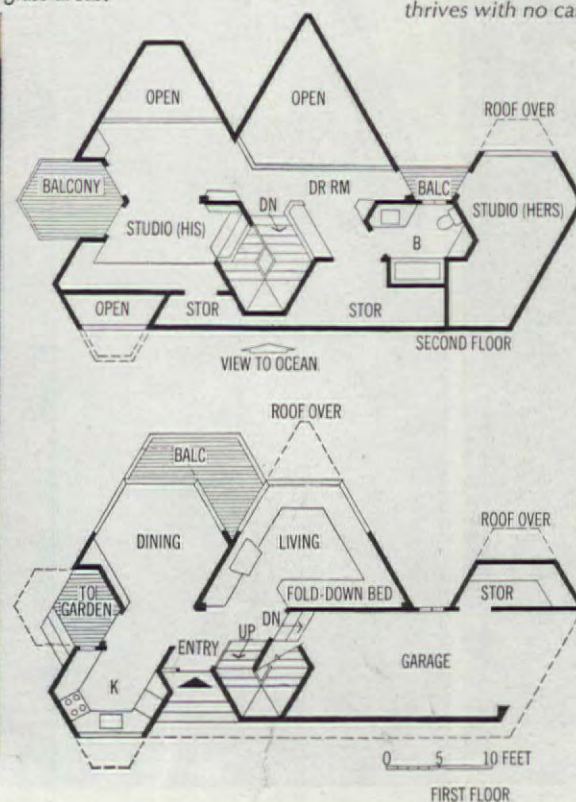 thrives with no ca
OPEN
OPEN
ROOF OVER
BALCONY
DN
DR RM
BALC
STUDIO (HIS)
STUDIO (HERS)
B
OPEN
STOR
STOR
SECOND FLOOR
VIEW TO OCEAN
ROOF OVER
BALC
ROOF OVER
DINING
LIVING
TO
GARDEN
FOLD-DOWN BED
STOR
UP
DN
ENTRY
GARAGE
K
0 5 10 FEET
FIRST FLOOR